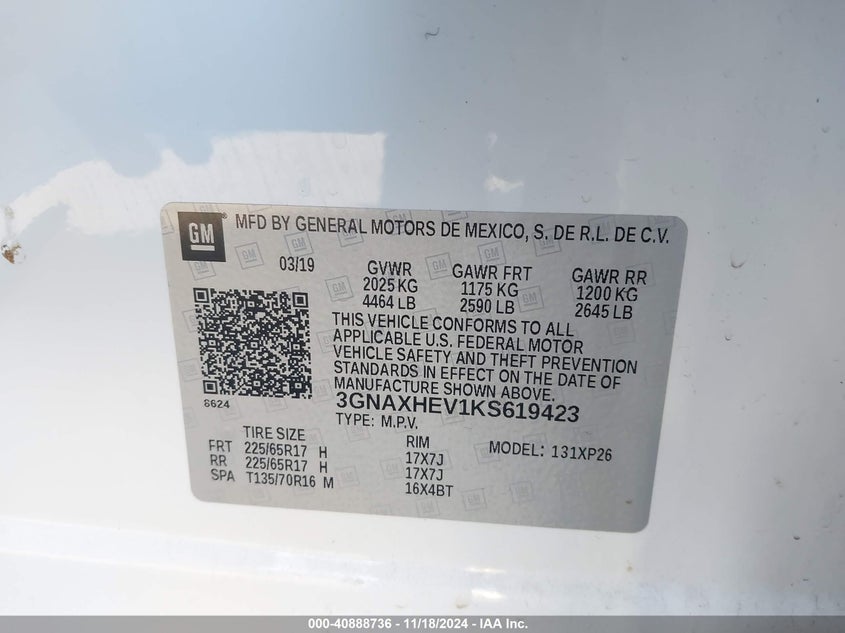 GM
MFD BY GENERAL MOTORS DE MEXICO, S. DE R.L. DE C.V.
03/19 GVWR GAWR FRT GAWR RR
2025 KG 1175 KG 1200 KG
4464 LB 2590 LB 2645 LB
THIS VEHICLE CONFORMS TO ALL
APPLICABLE U.S. FEDERAL MOTOR
VEHICLE SAFETY AND THEFT PREVENTION
STANDARDS IN EFFECT ON THE DATE OF
MANUFACTURE SHOWN ABOVE.
8624
3GNAXHEV1KS619423
TYPE: M.P.V.
TIRE SIZE RIM MODEL: 131XP26
FRT 225/65R17 H 17X7J
RR 225/65R17 H 17X7J
SPA T135/70R16 M 16X4BT
000-40888736 - 11/18/2024 - IAA Inc.